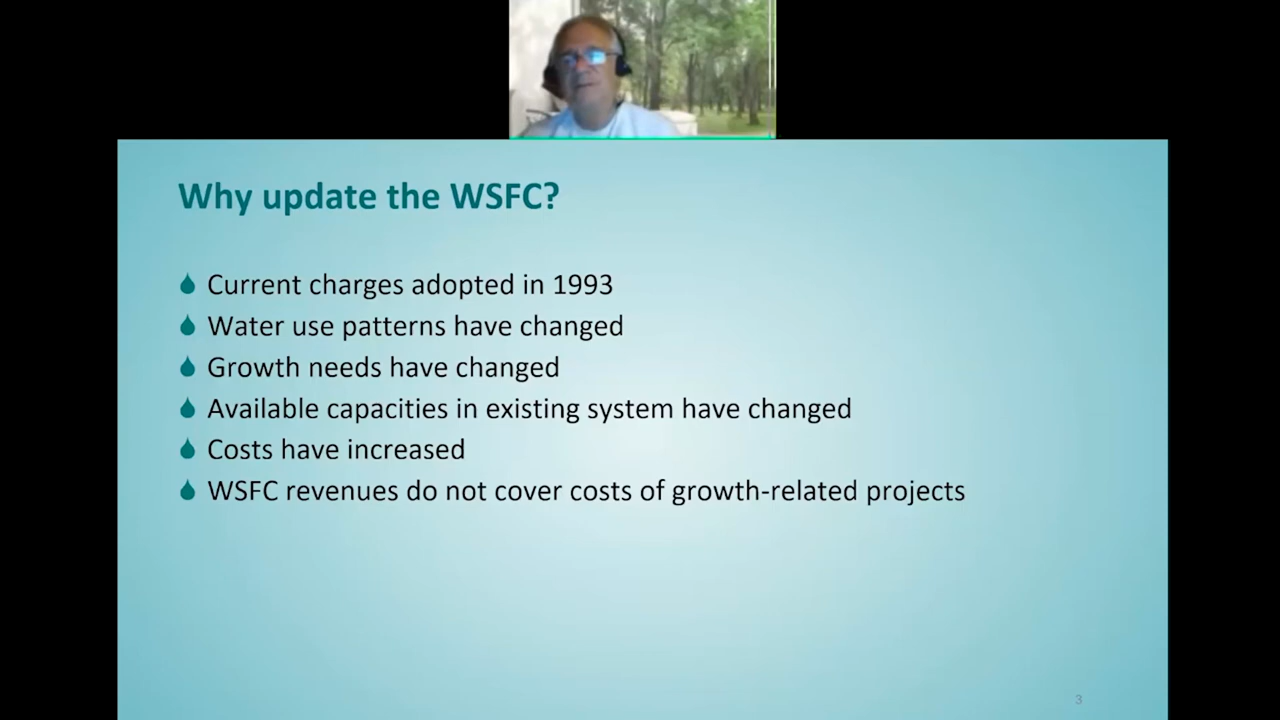 Why update the WSFC?
Current charges adopted in 1993
Water use patterns have changed
Growth needs have changed
Available capacities in existing system have changed
Costs have increased
WSFC revenues do not cover costs of growth-related projects
3